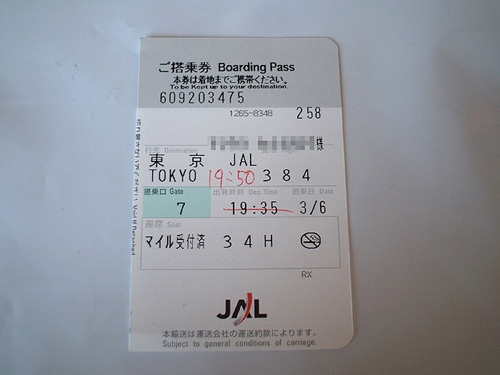 ご搭乗券 Boarding Pass
本券は着地までご携帯ください。
To be Kept up to your destination.
609203475
1265-8348 258
様
行先 Destination
東京 JAL
TOKYO 19:50 384
搭乗口 Gate 出発時刻 Dep.Time 搭乗日 Date
7 19:35 3/6
座席 Seat
マイル受付済 34H
RX
JAL
本輸送は運送会社の運送約款によります。
Subject to general conditions of carriage.